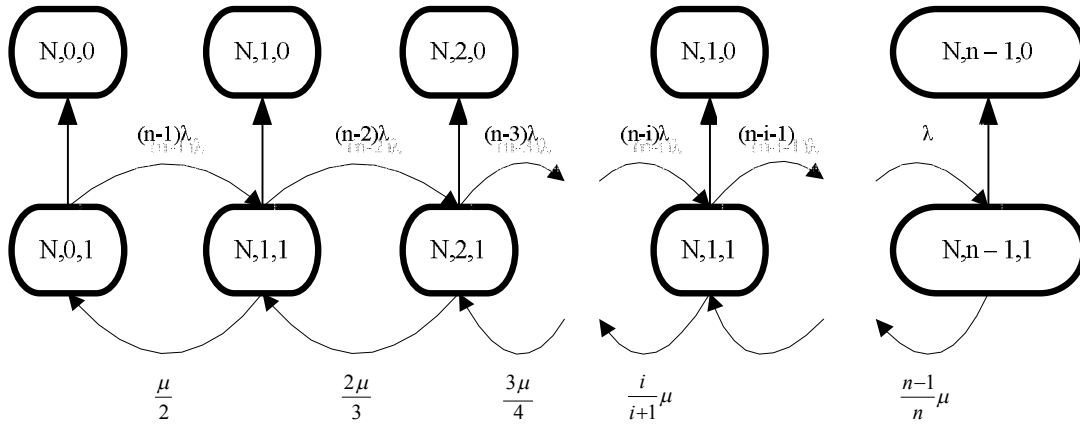 N,0,0 N,1,0 N,2,0 N,1,0 N,n – 1,0
(n-1)λ (n-2)λ (n-3)λ (n-i)λ (n-i-1) λ
N,0,1 N,1,1 N,2,1 N,1,1 N,n – 1,1
μ/2 2μ/3 3μ/4 i/i+1 μ n−1/n μ